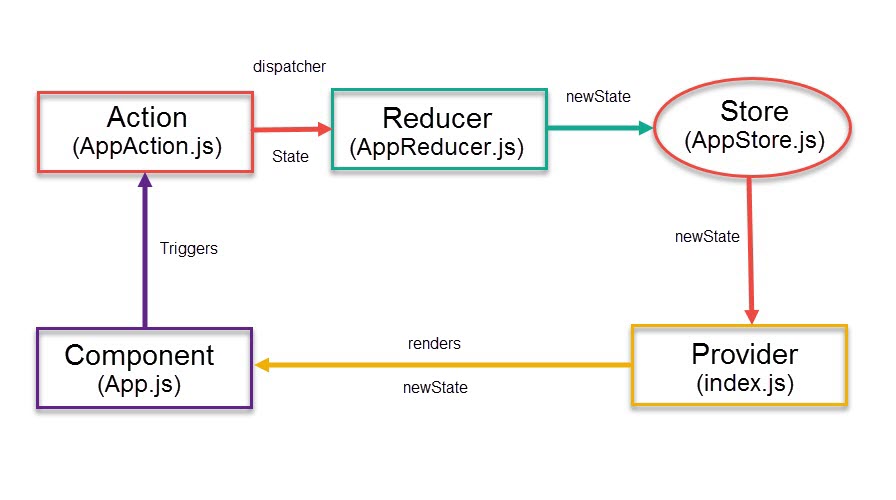 dispatcher
Action
(AppAction.js)
State
Reducer
(AppReducer.js)
newState
Store
(AppStore.js)
newState
Triggers
Component
(App.js)
renders
newState
Provider
(index.js)